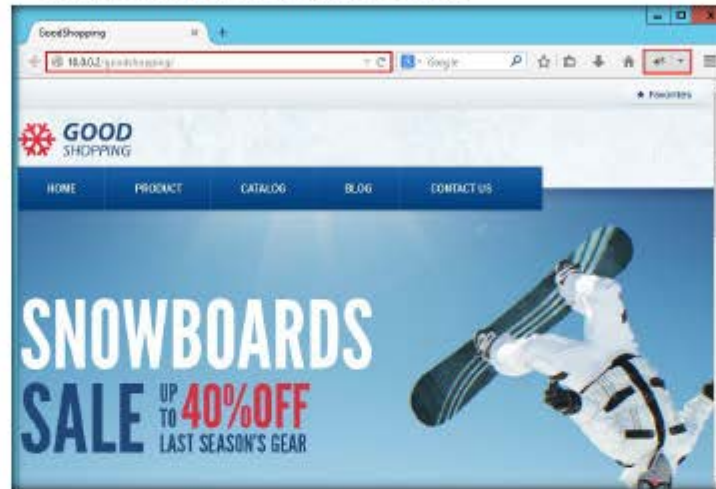 GoodShopping
10.0.0.2/goodshopping/
Google
Favorites
GOOD
SHOPPING
HOME PRODUCT CATALOG BLOG CONTACT US
SNOWBOARDS
SALE UP TO 40%OFF
LAST SEASON'S GEAR